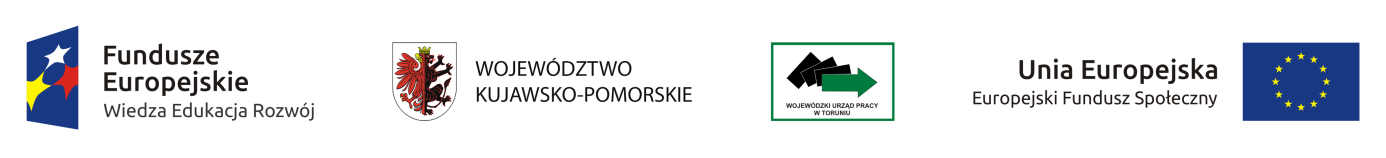 Fundusze
Europejskie
Wiedza Edukacja Rozwój
WOJEWÓDZTWO
KUJAWSKO-POMORSKIE
WOJEWÓDZKI URZĄD PRACY
W TORUNIU
Unia Europejska
Europejski Fundusz Społeczny